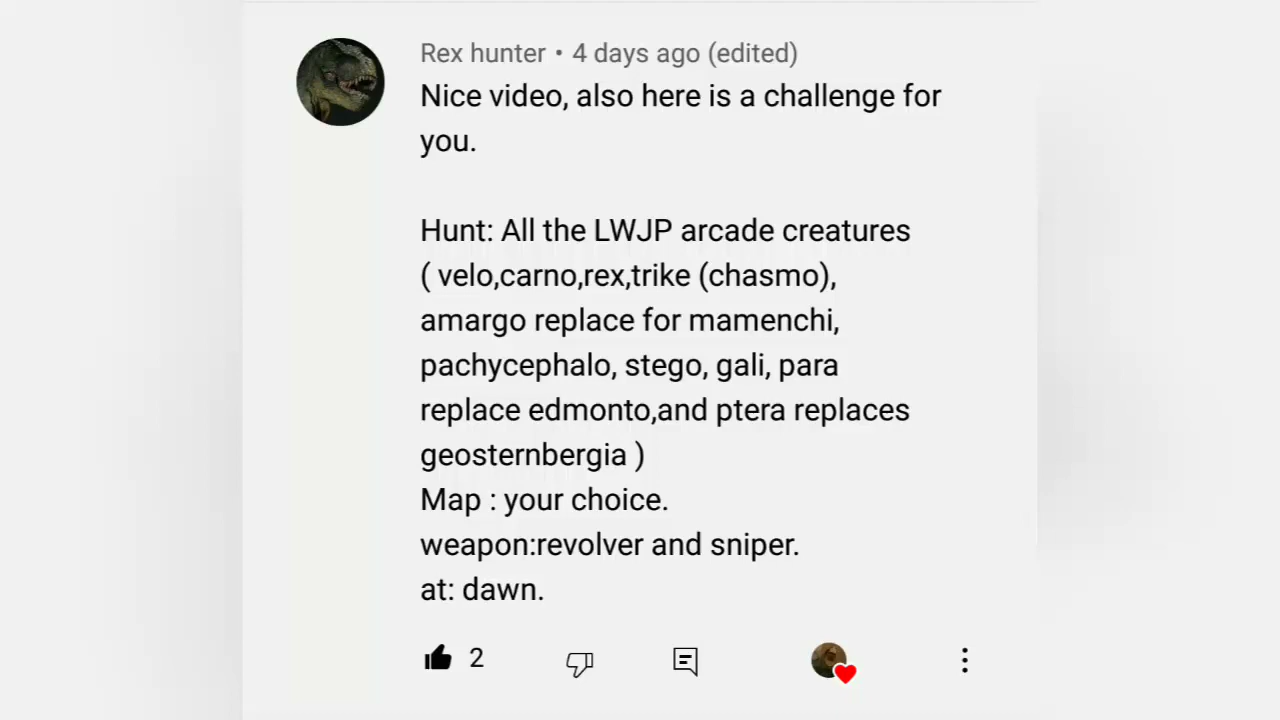 Rex hunter • 4 days ago (edited)
Nice video, also here is a challenge for
you.
Hunt: All the LWJP arcade creatures
( velo,carno,rex,trike (chasmo),
amargo replace for mamenchi,
pachycephalo, stego, gali, para
replace edmonto,and ptera replaces
geosternbergia )
Map : your choice.
weapon:revolver and sniper.
at: dawn.
2